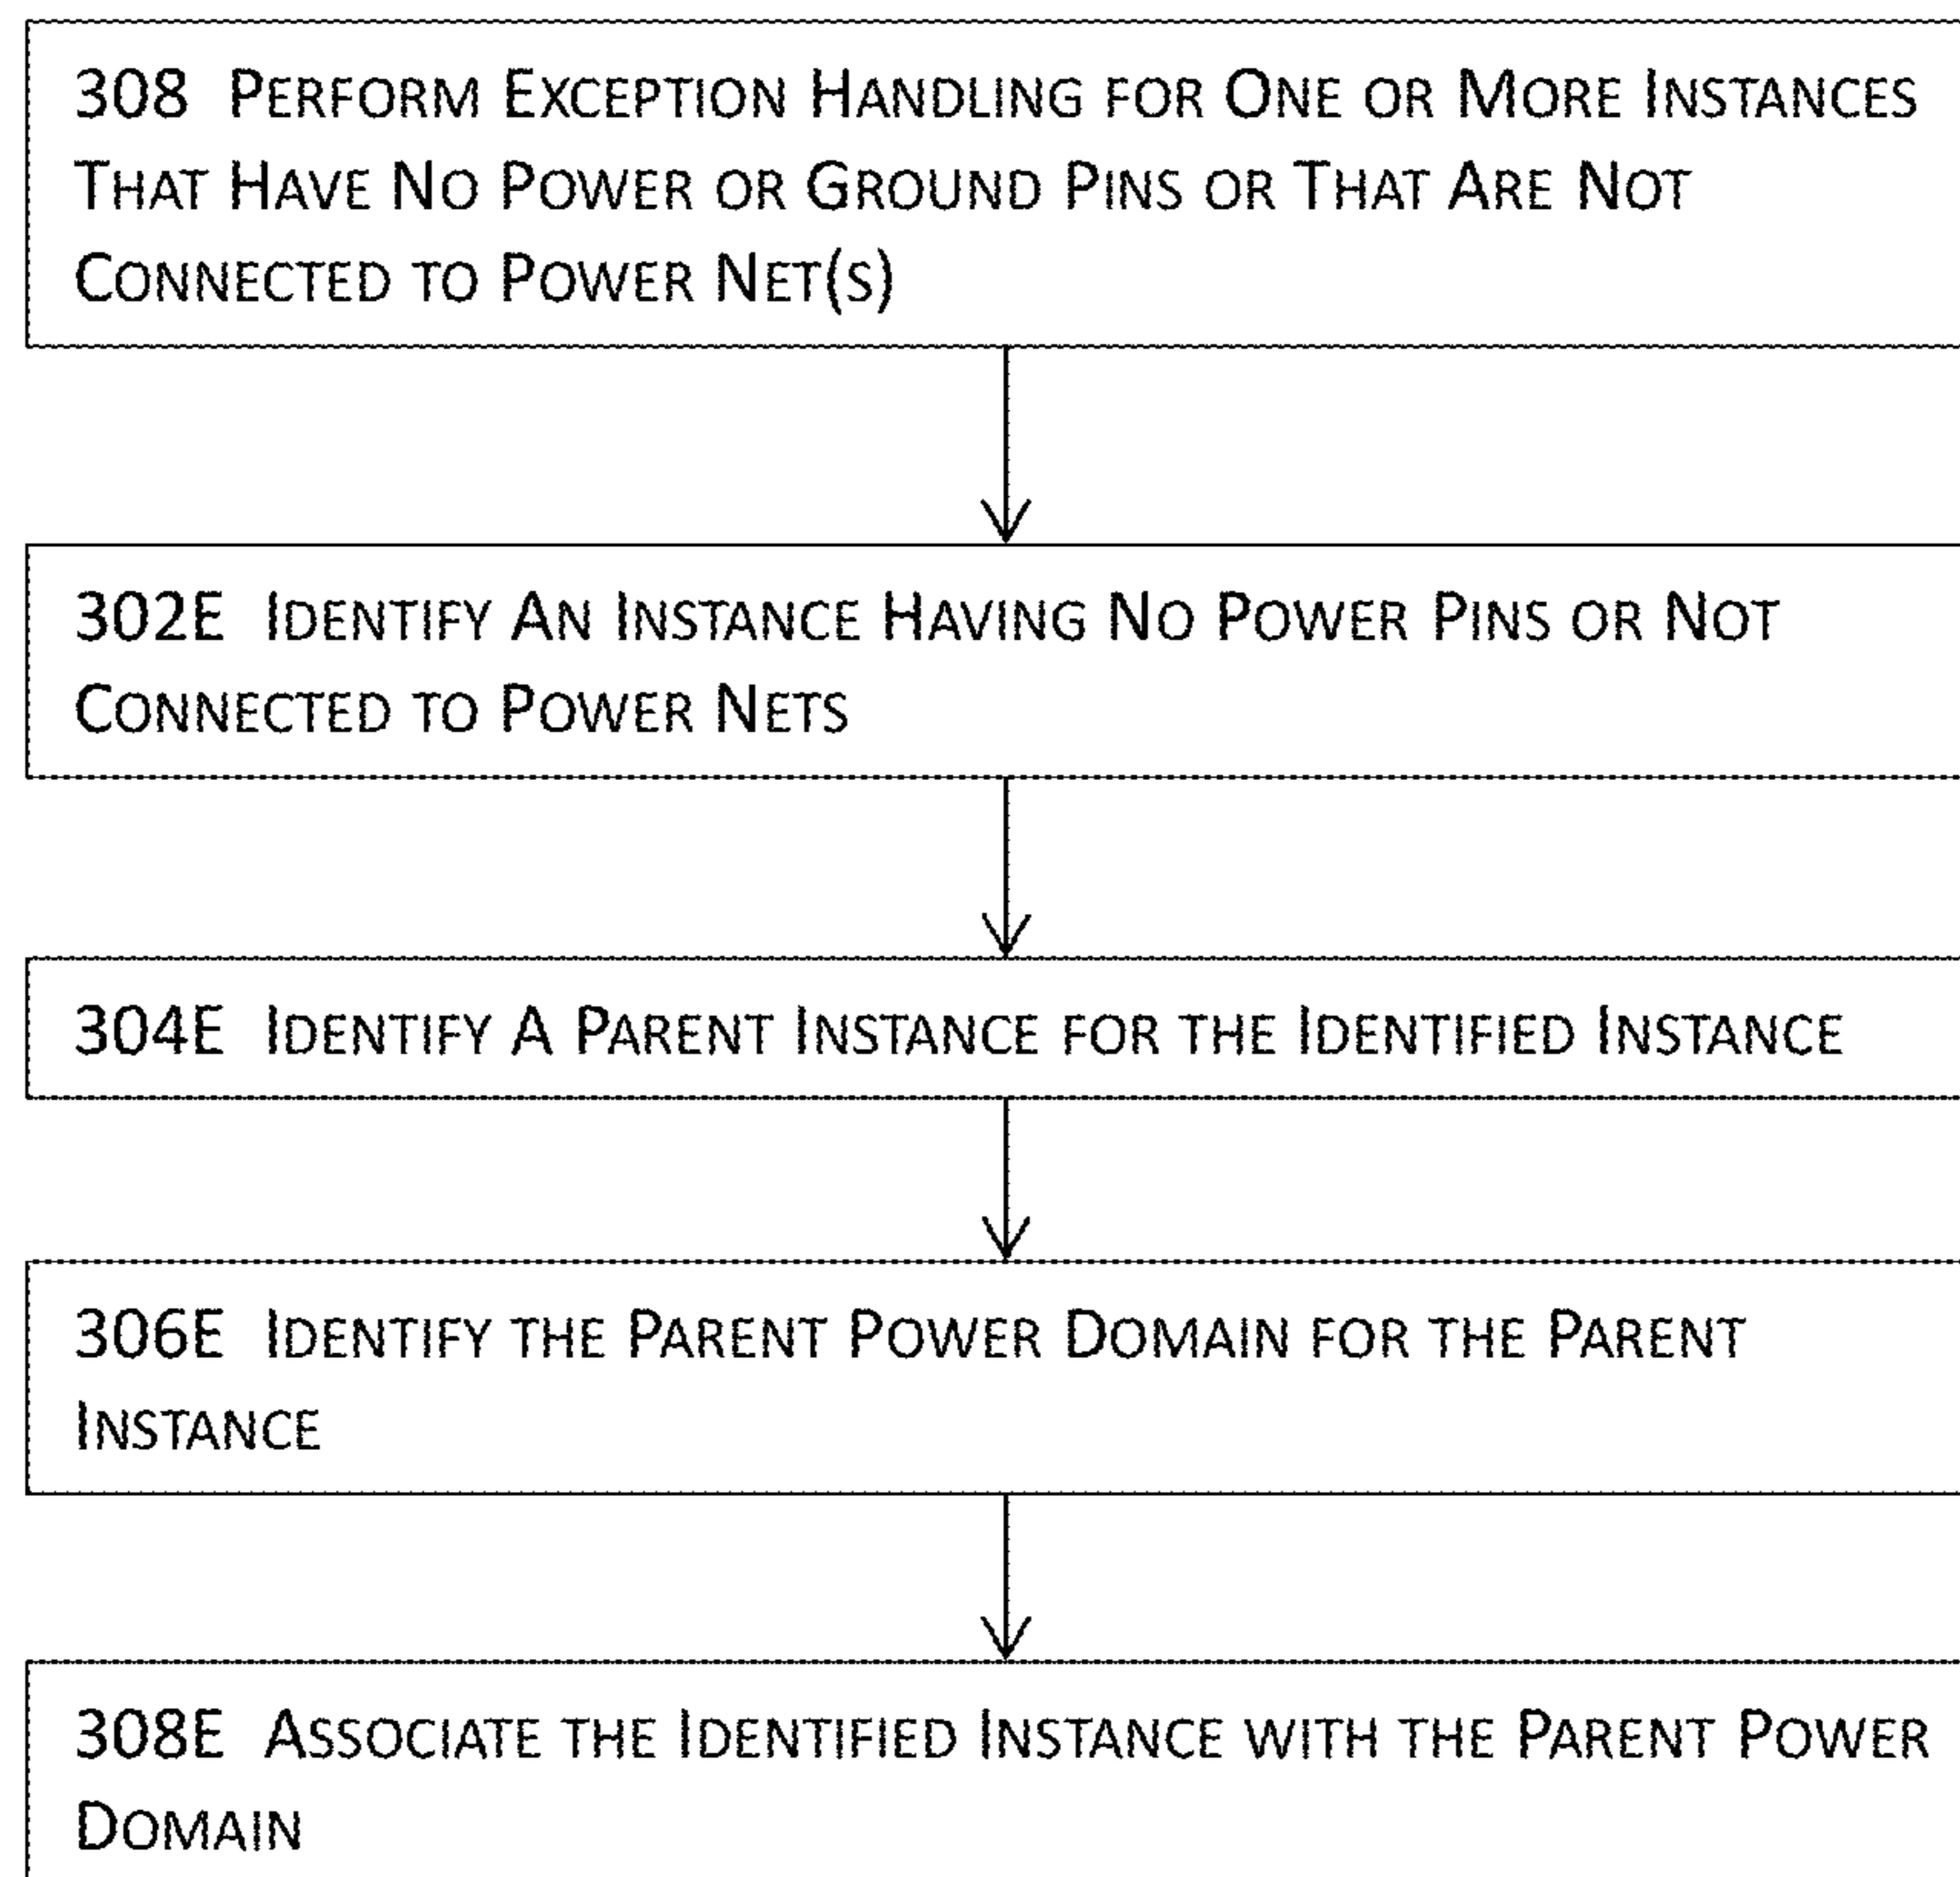 308 Perform Exception Handling for One or More Instances
That Have No Power or Ground Pins or That Are Not
Connected to Power Net(s)
302E Identify An Instance Having No Power Pins or Not
Connected to Power Nets
304E Identify A Parent Instance for the Identified Instance
306E Identify the Parent Power Domain for the Parent
Instance
308E Associate the Identified Instance with the Parent Power
Domain